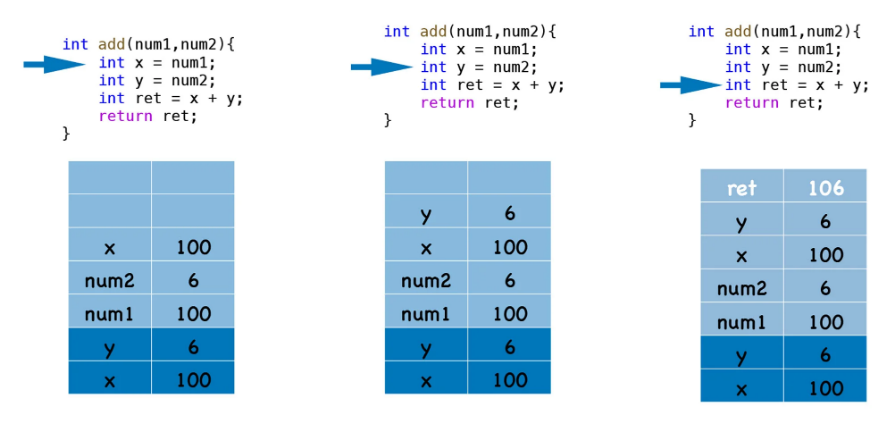 int add(num1,num2){
int x = num1;
int y = num2;
int ret = x + y;
return ret;
}
x 100
num2 6
num1 100
y 6
x 100
int add(num1,num2){
int x = num1;
int y = num2;
int ret = x + y;
return ret;
}
y 6
x 100
num2 6
num1 100
y 6
x 100
int add(num1,num2){
int x = num1;
int y = num2;
int ret = x + y;
return ret;
}
ret 106
y 6
x 100
num2 6
num1 100
y 6
x 100